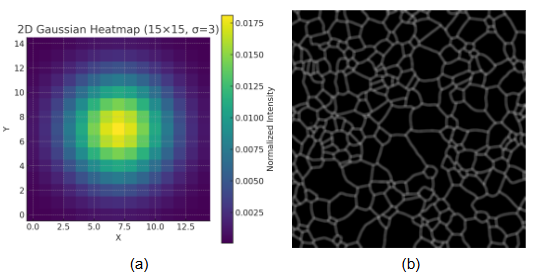 2D Gaussian Heatmap (15×15, σ=3)
14
12
10
8
6
4
2
0
Y
0.0 2.5 5.0 7.5 10.0 12.5
X
0.0175
0.0150
0.0125
0.0100
0.0075
0.0050
0.0025
Normalized Intensity
(a) (b)